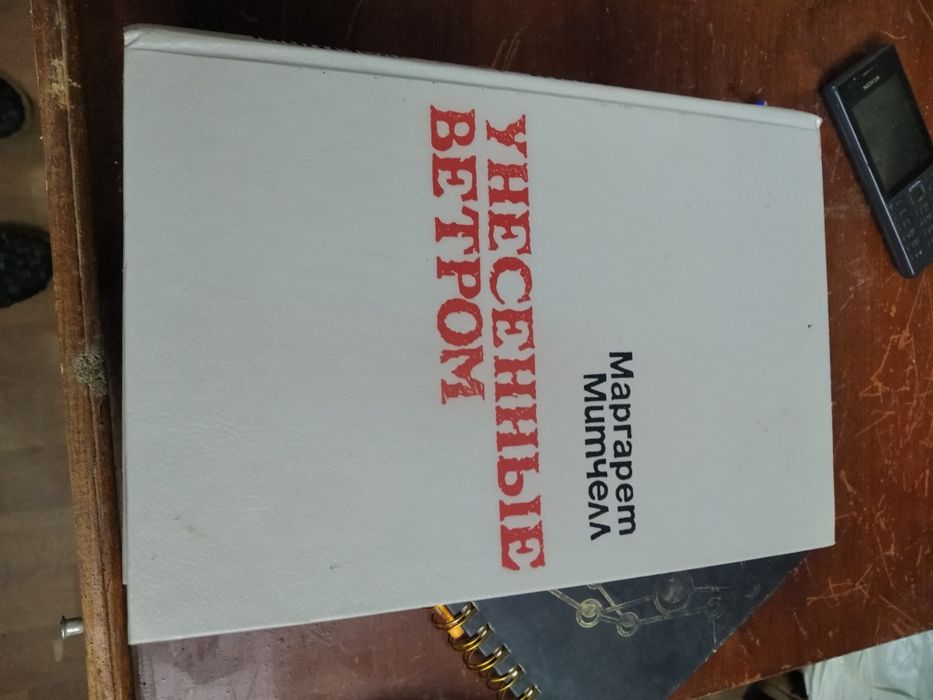 Маргарет
Митчелл
УНЕСЕННЫЕ
ВЕТРОМ
NOKIA